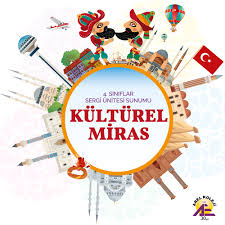 4. SINIFLAR
SERGİ ÜNİTESİ SUNUMU
KÜLTÜREL
MİRAS